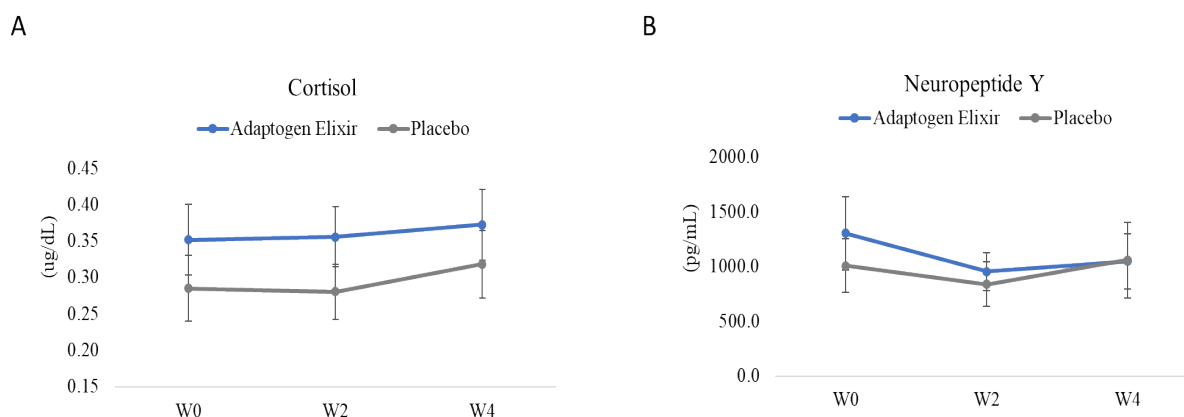 A
Cortisol
Adaptogen Elixir Placebo
(ug/dL)
0.45
0.40
0.35
0.30
0.25
0.20
0.15
W0 W2 W4
B
Neuropeptide Y
Adaptogen Elixir Placebo
(pg/mL)
2000.0
1500.0
1000.0
500.0
0.0
W0 W2 W4